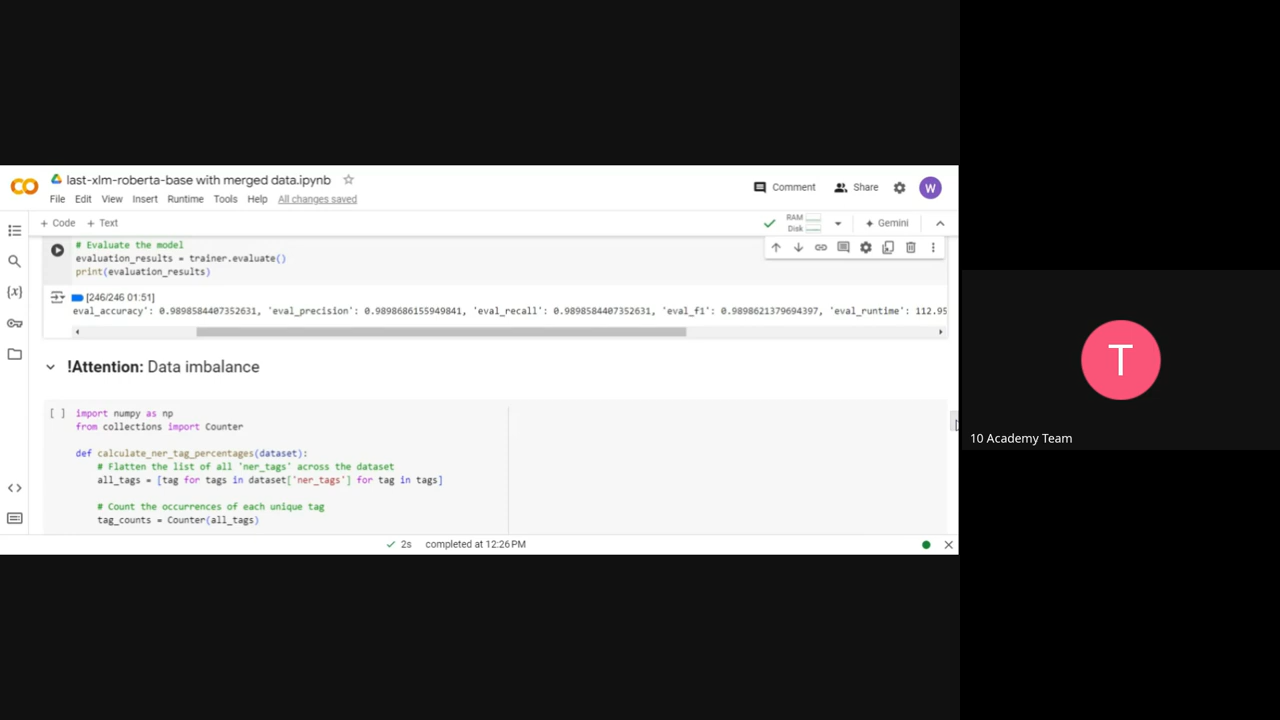 last-xlm-roberta-base with merged data.ipynb
File Edit View Insert Runtime Tools Help All changes saved
Comment Share W
+ Code + Text
RAM
Disk
Gemini
# Evaluate the model
evaluation_results = trainer.evaluate()
print(evaluation_results)
[246/246 01:51]
eval_accuracy': 0.9898584407352631, 'eval_precision': 0.9898686155949841, 'eval_recall': 0.9898584407352631, 'eval_f1': 0.9898621379694397, 'eval_runtime': 112.95
!Attention: Data imbalance
[ ] import numpy as np
from collections import Counter
def calculate_ner_tag_percentages(dataset):
# Flatten the list of all 'ner_tags' across the dataset
all_tags = [tag for tags in dataset['ner_tags'] for tag in tags]
# Count the occurrences of each unique tag
tag_counts = Counter(all_tags)
2s completed at 12:26 PM
T
10 Academy Team